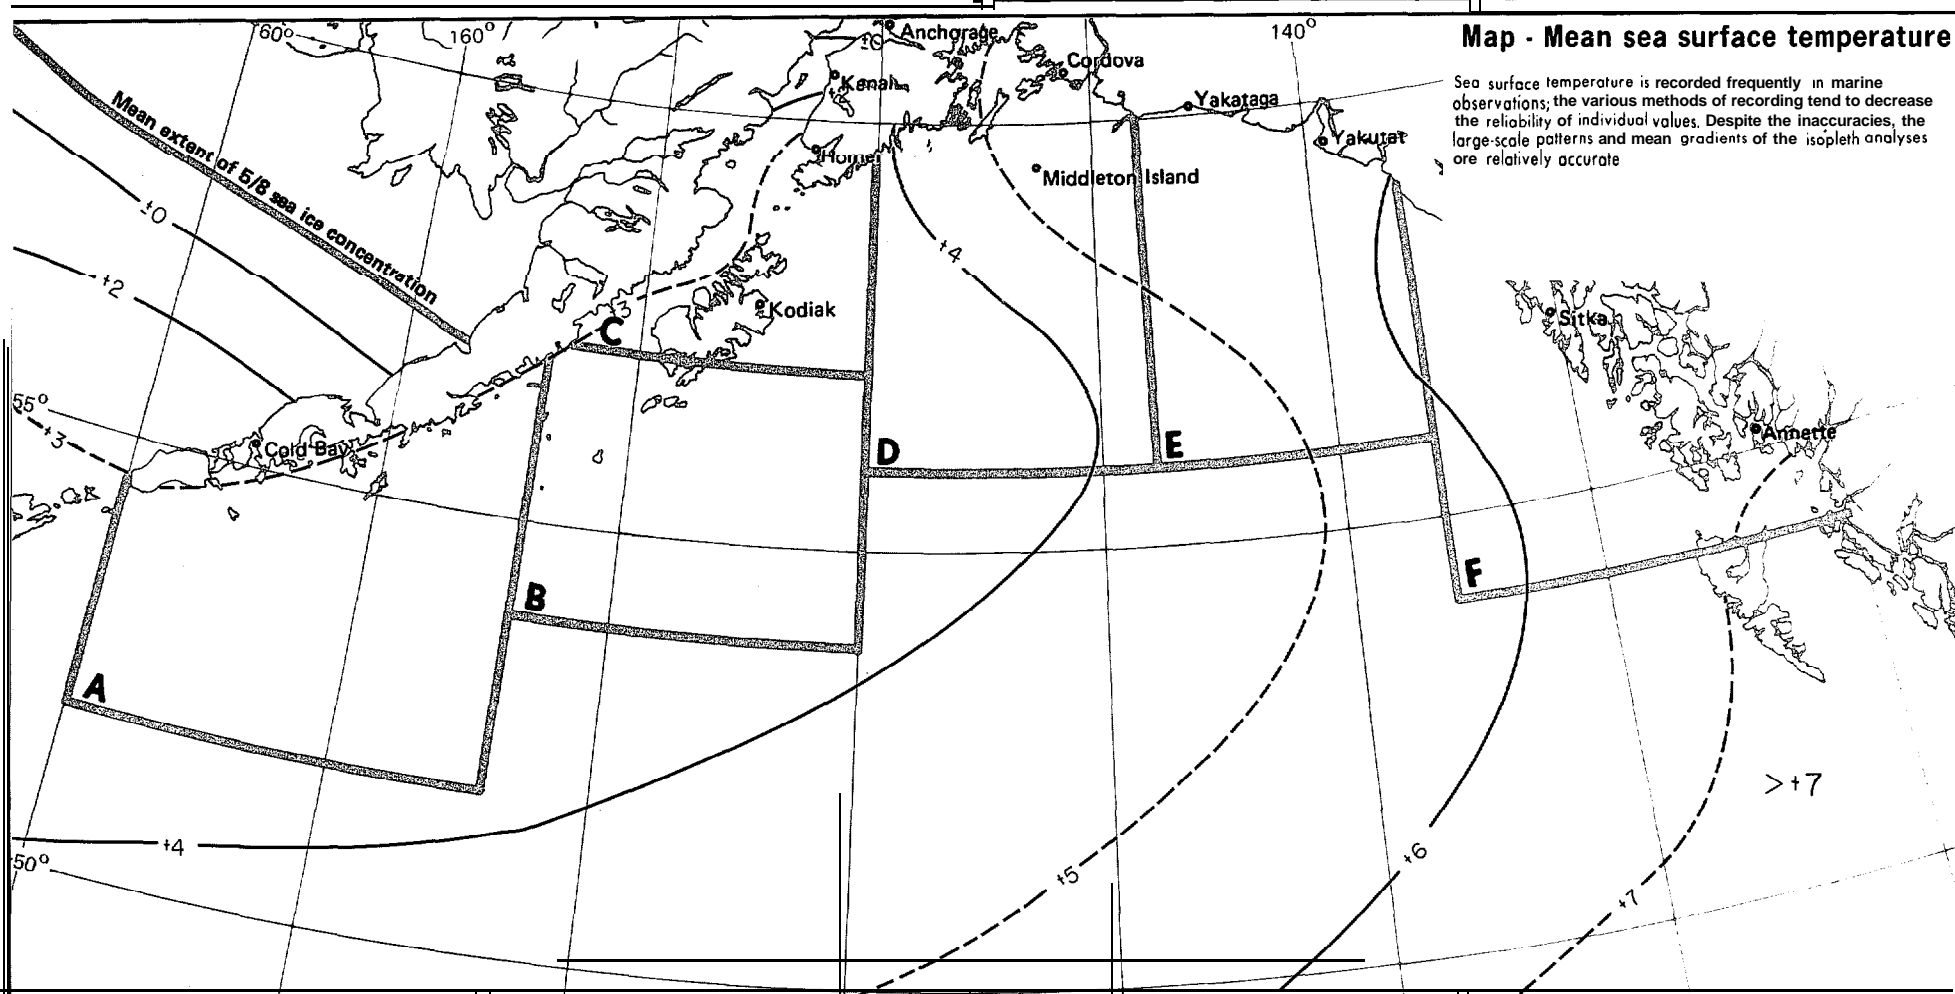 Map - Mean sea surface temperature
Sea surface temperature is recorded frequently in marine
observations; the various methods of recording tend to decrease
the reliability of individual values. Despite the inaccuracies, the
large-scale patterns and mean gradients of the isopleth analyses
ore relatively accurate
60°
160°
140°
±0
Anchorage
Cordova
Kenai
Yakataga
Yakutat
Homer
Middleton Island
Mean extent of 5/8 sea ice concentration
±0
+4
+2
3
Kodiak
Sitka
C
55°
+3
Cold Bay
D
E
Annette
F
B
A
>+7
+4
50°
+5
+6
+7